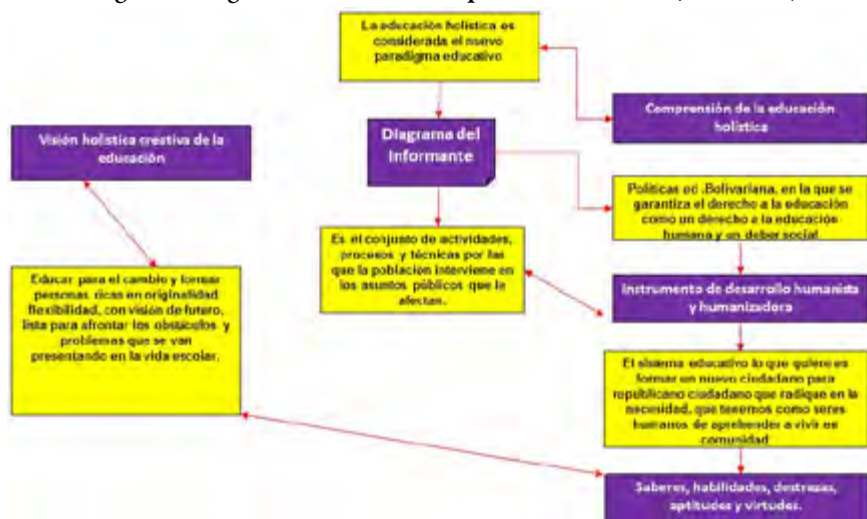 La educación holística es
considerada el nuevo
paradigma educativo
Comprensión de la educación
holística
Diagrama del
Informante
Visión holística creativa de la
educación
Políticas ed .Bolivariana, en la que se
garantiza el derecho a la educación
como un derecho a la educación
humana y un deber social
Es el conjunto de actividades,
procesos y técnicas por las
que la población interviene en
los asuntos públicos que le
afectan.
Educar para el cambio y formar
personas ricas en originalidad
flexibilidad, con visión de futuro,
lista para afrontar los obstáculos y
problemas que se van
presentando en la vida escolar.
Instrumento de desarrollo humanista
y humanizadora
El sistema educativo lo que quiere es
formar un nuevo ciudadano para
republicano ciudadano que radique en la
necesidad, que tenemos como seres
humanos de aprehender a vivir en
comunidad
Saberes, habilidades, destrezas,
aptitudes y virtudes.